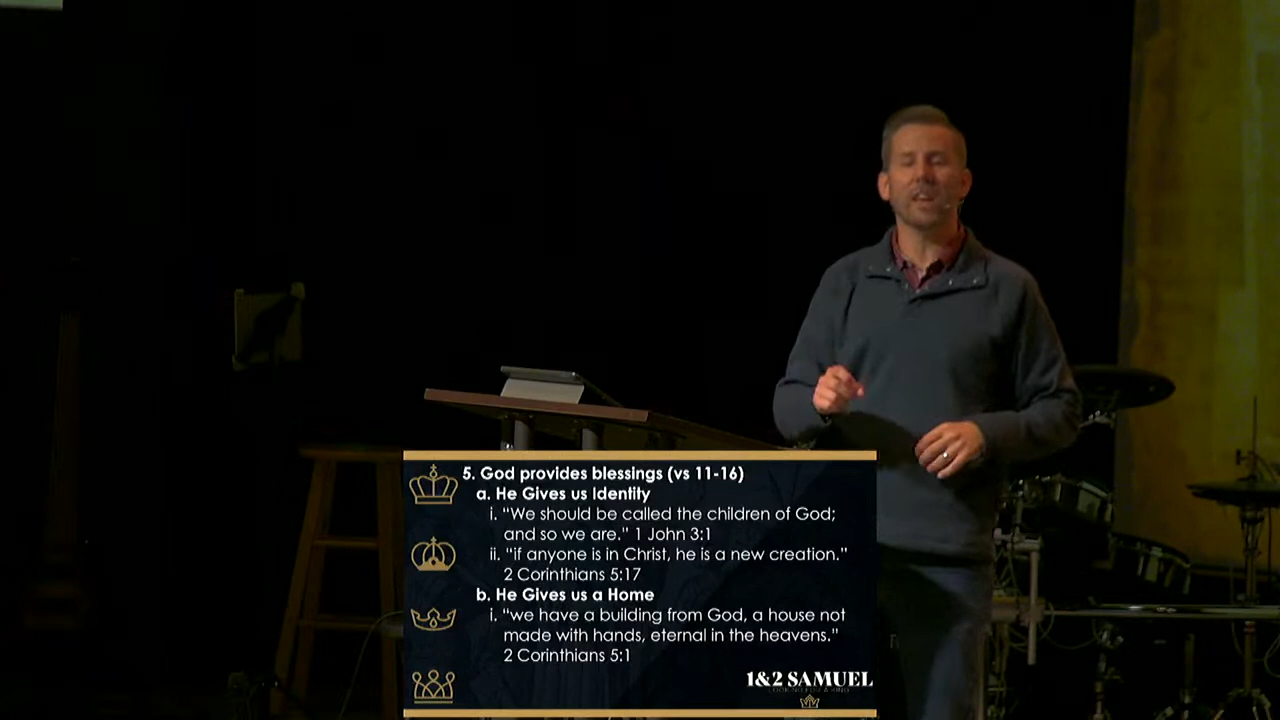 5. God provides blessings (vs 11-16)
a. He Gives us Identity
i. “We should be called the children of God;
and so we are.” 1 John 3:1
ii. “if anyone is in Christ, he is a new creation.”
2 Corinthians 5:17
b. He Gives us a Home
i. “we have a building from God, a house not
made with hands, eternal in the heavens.”
2 Corinthians 5:1
1&2 SAMUEL
LOOKING FOR A KING